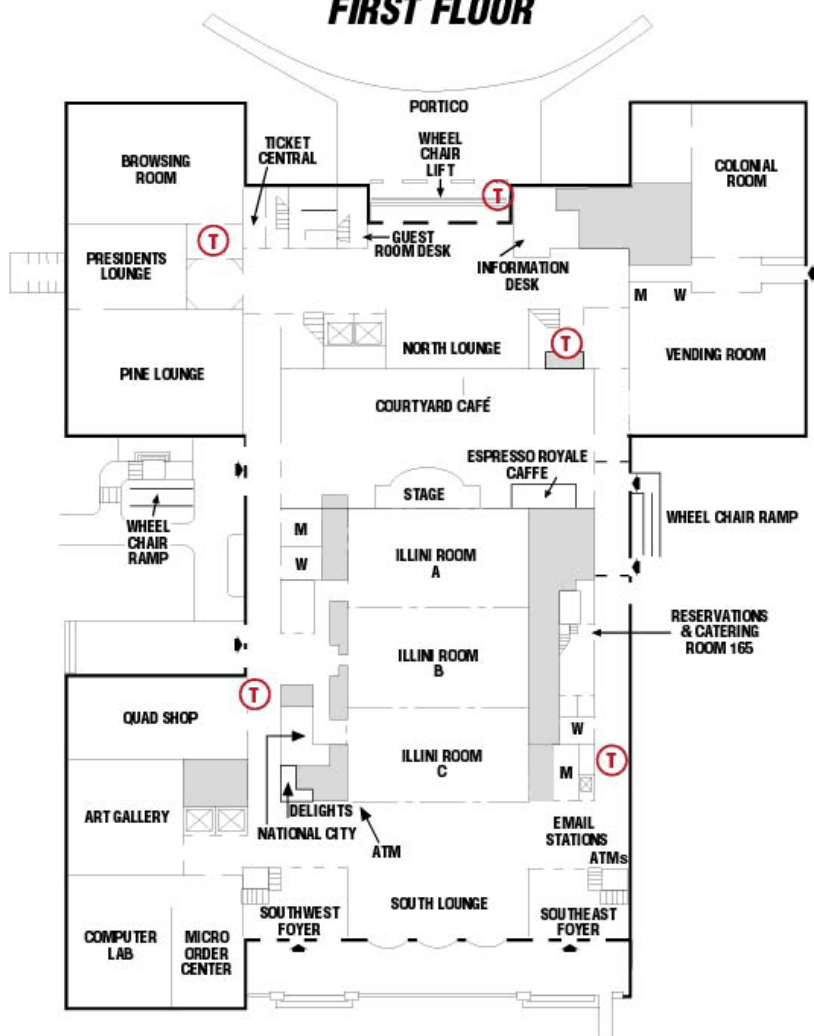 FIRST FLOOR
PORTICO
TICKET
CENTRAL
WHEEL
CHAIR
LIFT
BROWSING
ROOM
COLONIAL
ROOM
T
T
GUEST
ROOM DESK
PRESIDENTS
LOUNGE
INFORMATION
DESK
M W
T
NORTH LOUNGE
VENDING ROOM
PINE LOUNGE
COURTYARD CAFÉ
ESPRESSO ROYALE
CAFFE
STAGE
WHEEL
CHAIR
RAMP
WHEEL CHAIR RAMP
M
W
ILLINI ROOM
A
RESERVATIONS
& CATERING
ROOM 165
ILLINI ROOM
B
T
QUAD SHOP
W
ILLINI ROOM
C
T
M
ART GALLERY
DELIGHTS
NATIONAL CITY
ATM
EMAIL
STATIONS
ATMs
SOUTH LOUNGE
SOUTHWEST
FOYER
SOUTHEAST
FOYER
COMPUTER
LAB
MICRO
ORDER
CENTER